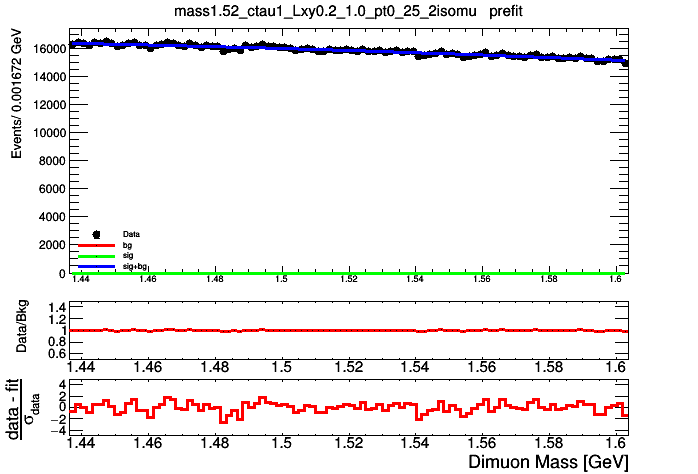 mass1.52_ctau1_Lxy0.2_1.0_pt0_25_2isomu prefit
Events/ 0.001672 GeV
16000
14000
12000
10000
8000
6000
4000
2000
0
Data
bg
sig
sig+bg
1.44 1.46 1.48 1.5 1.52 1.54 1.56 1.58 1.6
Data/Bkg
1.4
1.2
1
0.8
0.6
1.44 1.46 1.48 1.5 1.52 1.54 1.56 1.58 1.6
data - fit
σdata
4
2
0
−2
−4
1.44 1.46 1.48 1.5 1.52 1.54 1.56 1.58 1.6
Dimuon Mass [GeV]